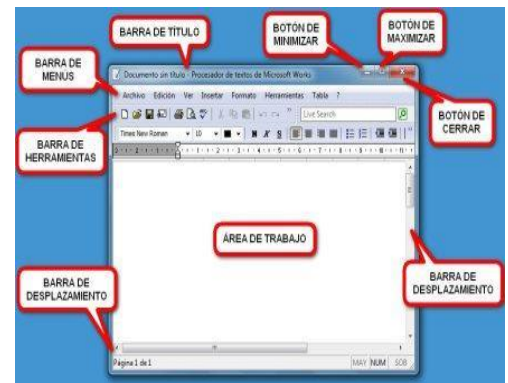 BARRA DE TÍTULO
BOTÓN DE
MINIMIZAR
BOTÓN DE
MAXIMIZAR
BARRA DE
MENUS
Documento sin título - Procesador de textos de Microsoft Works
Archivo Edición Ver Insertar Formato Herramientas Tabla ?
BOTÓN DE
CERRAR
Live Search
BARRA DE
HERRAMIENTAS
Times New Roman 10 N X S
ÁREA DE TRABAJO
BARRA DE
DESPLAZAMIENTO
BARRA DE
DESPLAZAMIENTO
Página 1 de 1 MAY NUM SOB